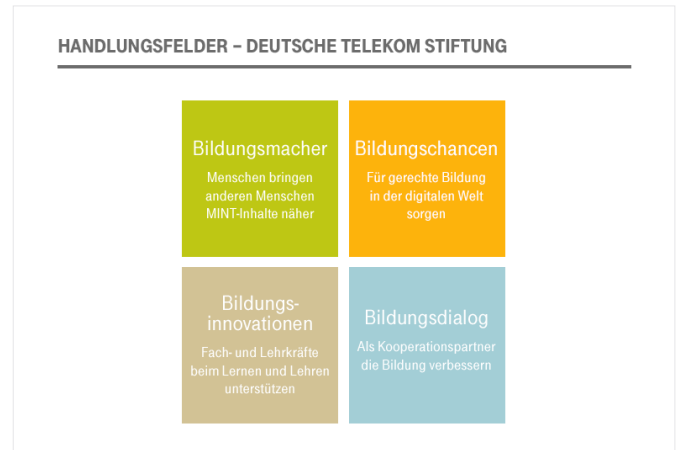 HANDLUNGSFELDER – DEUTSCHE TELEKOM STIFTUNG
Bildungsmacher
Menschen bringen
anderen Menschen
MINT-Inhalte näher
Bildungschancen
Für gerechte Bildung
in der digitalen Welt
sorgen
Bildungs-
innovationen
Fach- und Lehrkräfte
beim Lernen und Lehren
unterstützen
Bildungsdialog
Als Kooperationspartner
die Bildung verbessern